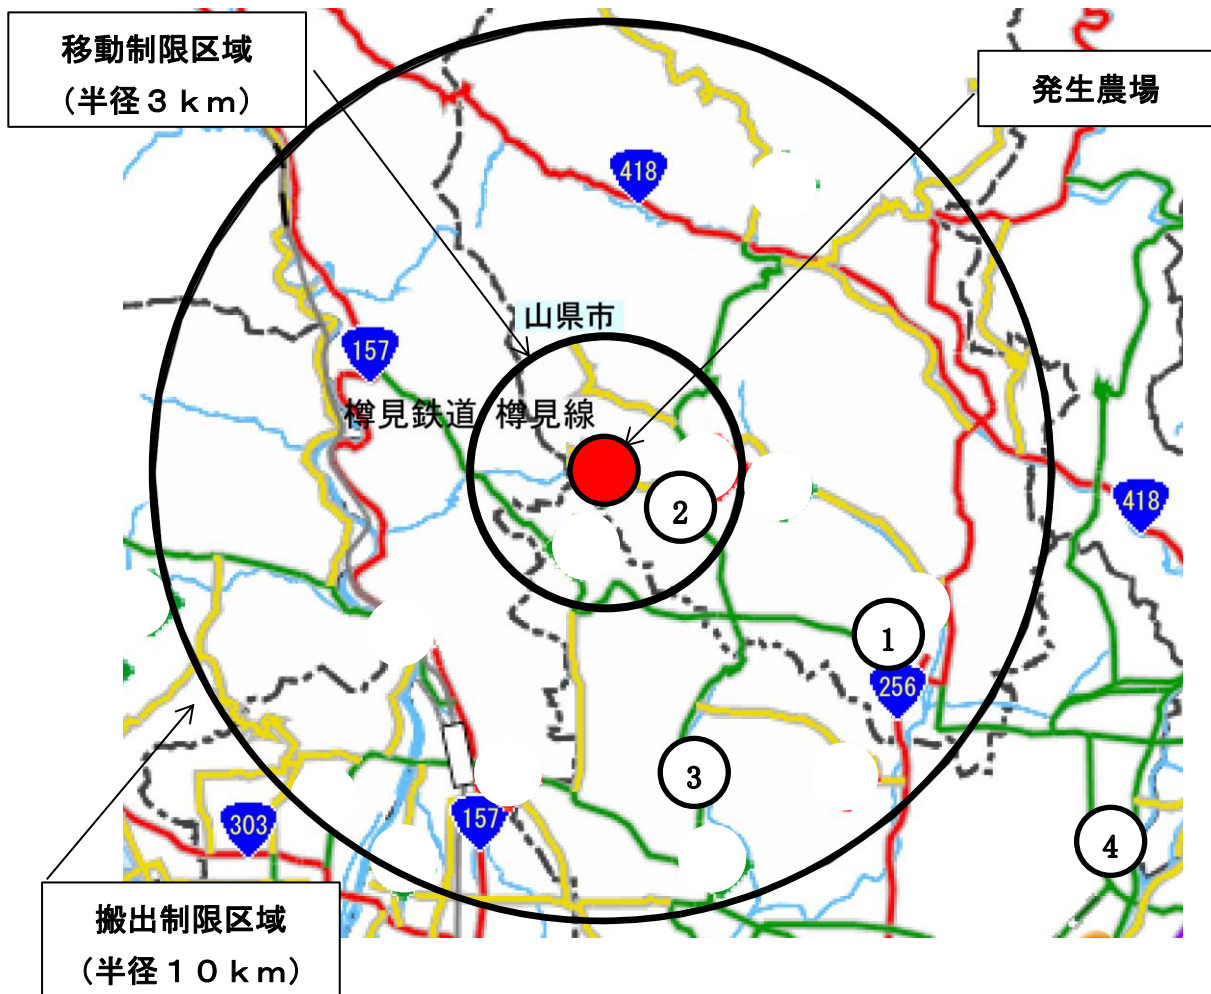 移動制限区域
（半径３ｋｍ）
発生農場
418
山県市
157
樽見鉄道 樽見線
②
418
①
256
③
157
303
④
搬出制限区域
（半径１０ｋｍ）